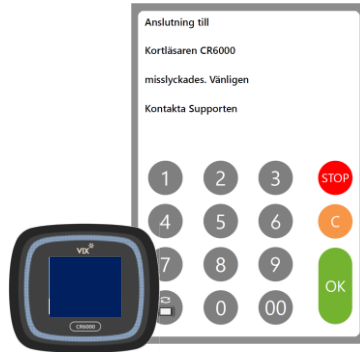 Anslutning till
Kortläsaren CR6000
misslyckades. Vänligen
Kontakta Supporten
1 2 3 STOP
4 5 6 C
7 8 9 OK
0 00
VIX
CR6000